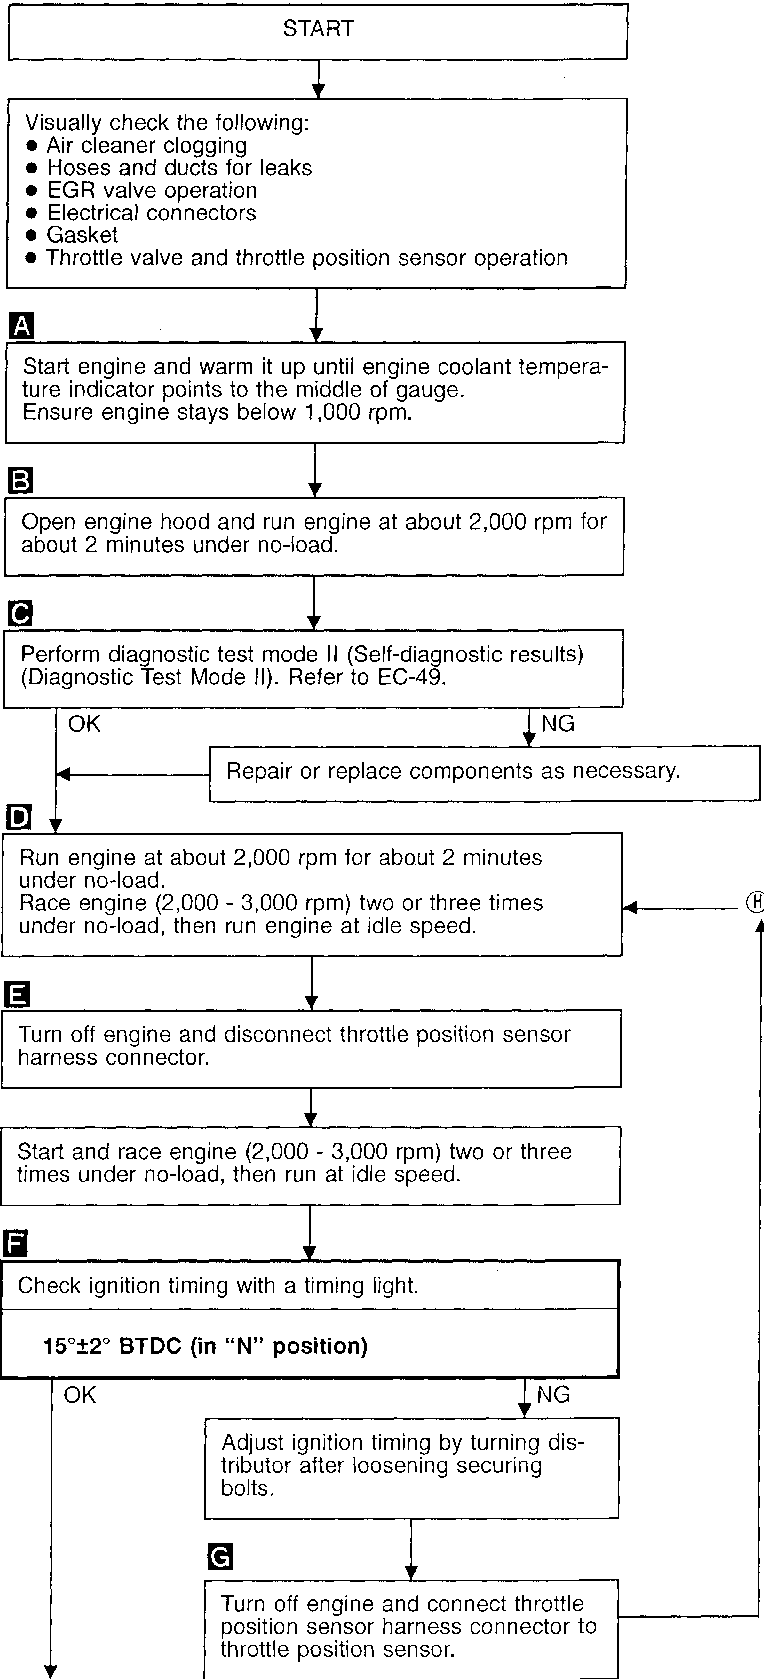 START
Visually check the following:
● Air cleaner clogging
● Hoses and ducts for leaks
● EGR valve operation
● Electrical connectors
● Gasket
● Throttle valve and throttle position sensor operation
A
Start engine and warm it up until engine coolant tempera-
ture indicator points to the middle of gauge.
Ensure engine stays below 1,000 rpm.
B
Open engine hood and run engine at about 2,000 rpm for
about 2 minutes under no-load.
C
Perform diagnostic test mode II (Self-diagnostic results)
(Diagnostic Test Mode II). Refer to EC-49.
OK
NG
Repair or replace components as necessary.
D
Run engine at about 2,000 rpm for about 2 minutes
under no-load.
Race engine (2,000 - 3,000 rpm) two or three times
under no-load, then run engine at idle speed.
H
E
Turn off engine and disconnect throttle position sensor
harness connector.
Start and race engine (2,000 - 3,000 rpm) two or three
times under no-load, then run at idle speed.
F
Check ignition timing with a timing light.
15°±2° BTDC (in “N” position)
OK
NG
Adjust ignition timing by turning dis-
tributor after loosening securing
bolts.
G
Turn off engine and connect throttle
position sensor harness connector to
throttle position sensor.